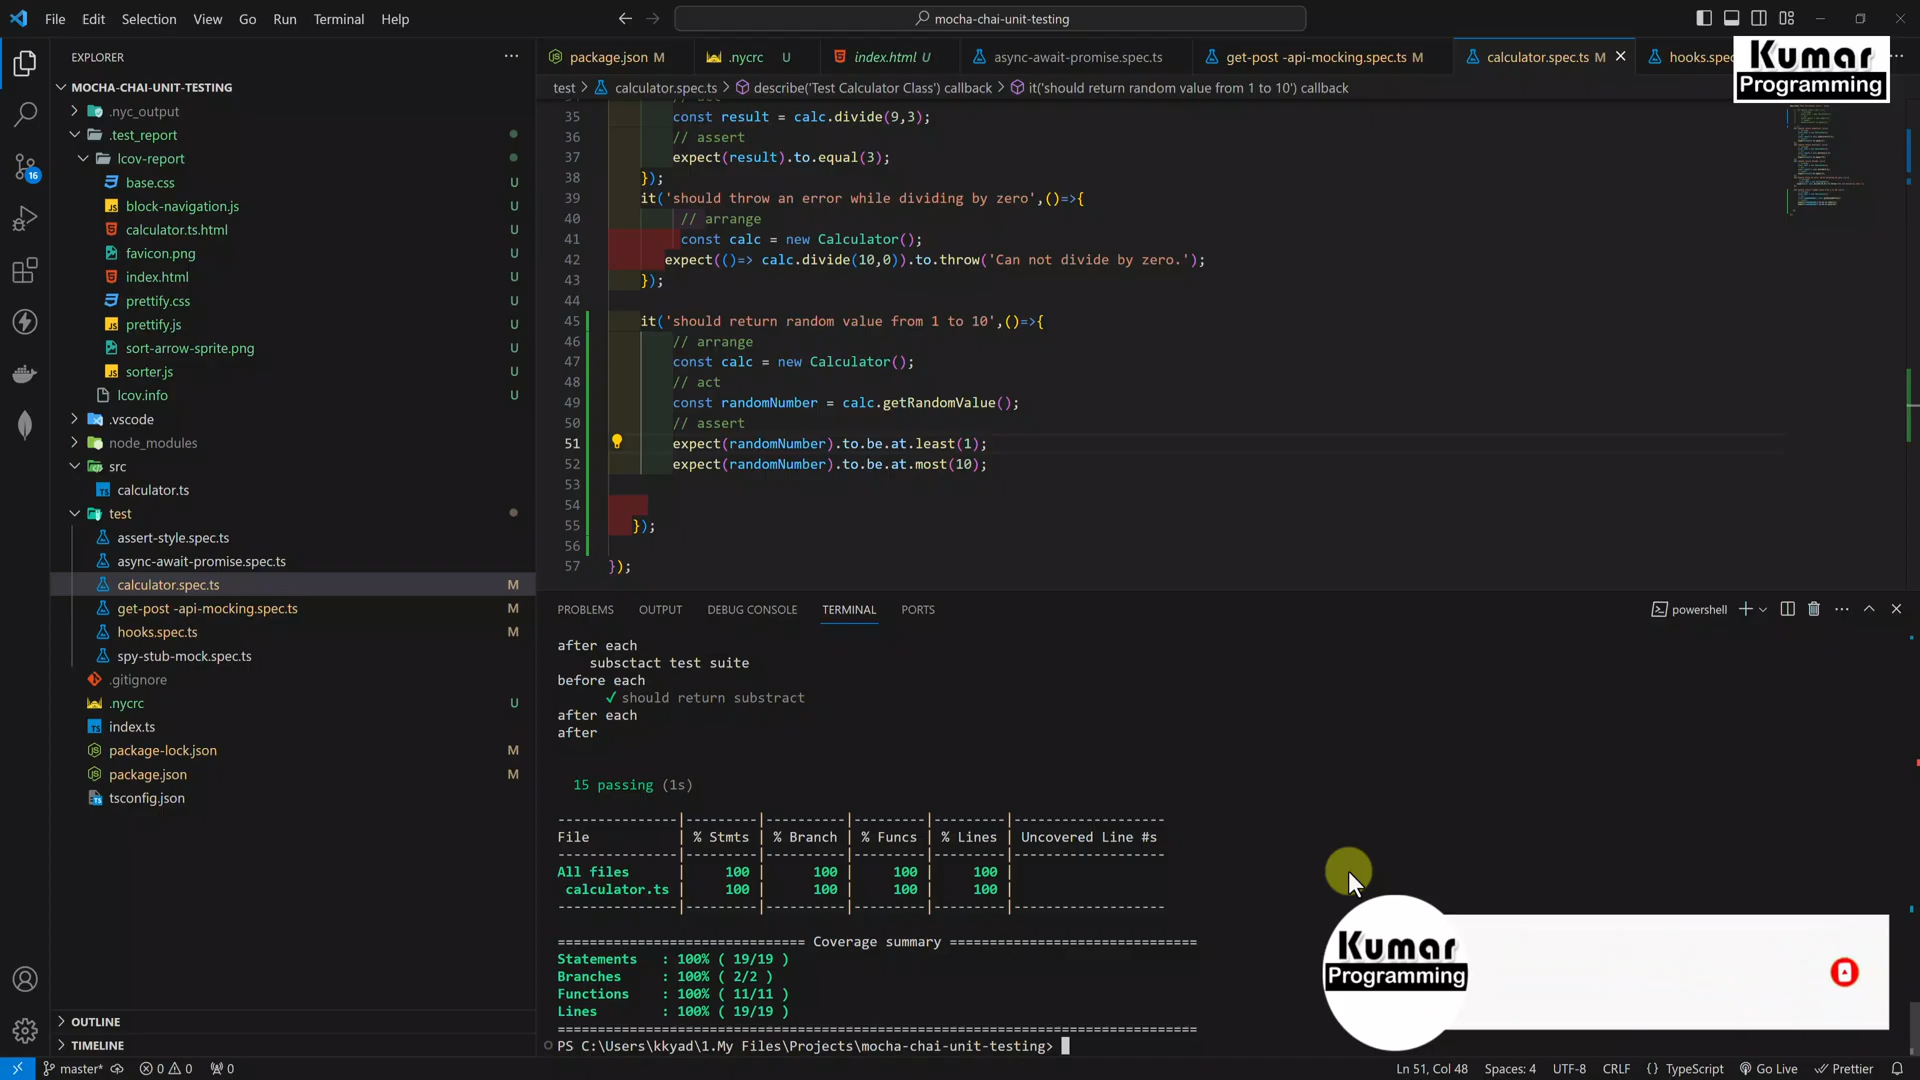 File Edit Selection View Go Run Terminal Help
mocha-chai-unit-testing
EXPLORER
package.json M
.nycrc U
index.html U
async-await-promise.spec.ts
get-post -api-mocking.spec.ts M
calculator.spec.ts M
hooks.spec
Kumar
Programming
test > calculator.spec.ts > describe('Test Calculator Class') callback > it('should return random value from 1 to 10') callback
MOCHA-CHAI-UNIT-TESTING
.nyc_output
.test_report
lcov-report
base.css U
block-navigation.js U
calculator.ts.html U
favicon.png U
index.html U
prettify.css U
prettify.js U
sort-arrow-sprite.png U
sorter.js U
lcov.info U
.vscode
node_modules
src
calculator.ts
test
assert-style.spec.ts
async-await-promise.spec.ts
calculator.spec.ts M
get-post -api-mocking.spec.ts M
hooks.spec.ts M
spy-stub-mock.spec.ts
.gitignore
.nycrc U
index.ts
package-lock.json M
package.json M
tsconfig.json
OUTLINE
TIMELINE
16
35 const result = calc.divide(9,3);
36 // assert
37 expect(result).to.equal(3);
38 });
39 it('should throw an error while dividing by zero',()=>{
40 // arrange
41 const calc = new Calculator();
42 expect(()=> calc.divide(10,0)).to.throw('Can not divide by zero.');
43 });
44
45 it('should return random value from 1 to 10',()=>{
46 // arrange
47 const calc = new Calculator();
48 // act
49 const randomNumber = calc.getRandomValue();
50 // assert
51 expect(randomNumber).to.be.at.least(1);
52 expect(randomNumber).to.be.at.most(10);
53
54
55 });
56
57 });
PROBLEMS OUTPUT DEBUG CONSOLE TERMINAL PORTS
powershell
after each
subsctact test suite
before each
✓ should return substract
after each
after
15 passing (1s)
---------------|---------|----------|---------|---------|-------------------
File | % Stmts | % Branch | % Funcs | % Lines | Uncovered Line #s
---------------|---------|----------|---------|---------|-------------------
All files | 100 | 100 | 100 | 100 |
calculator.ts | 100 | 100 | 100 | 100 |
---------------|---------|----------|---------|---------|-------------------
=============================== Coverage summary ===============================
Statements : 100% ( 19/19 )
Branches : 100% ( 2/2 )
Functions : 100% ( 11/11 )
Lines : 100% ( 19/19 )
================================================================================
PS C:\Users\kkyad\1.My Files\Projects\mocha-chai-unit-testing>
Kumar
Programming
master* 0 0 0
Ln 51, Col 48 Spaces: 4 UTF-8 CRLF {} TypeScript Go Live Prettier